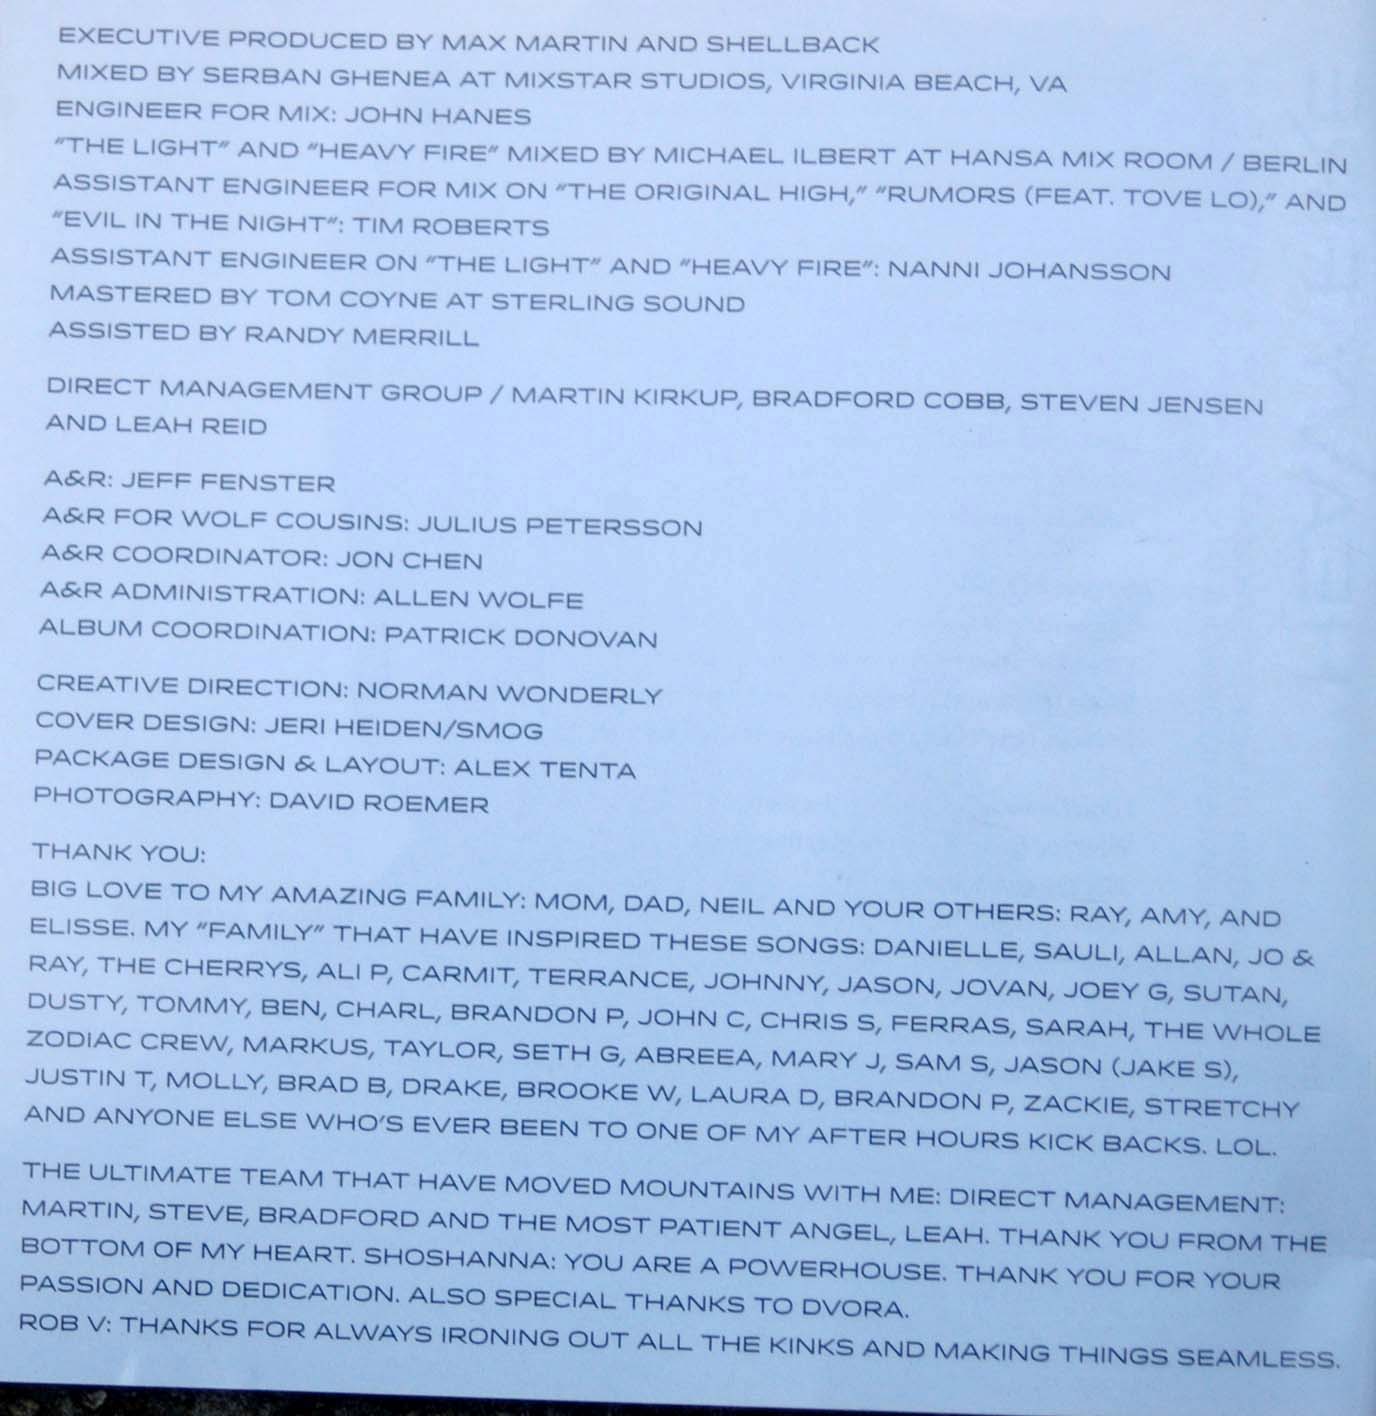 EXECUTIVE PRODUCED BY MAX MARTIN AND SHELLBACK
MIXED BY SERBAN GHENEA AT MIXSTAR STUDIOS, VIRGINIA BEACH, VA
ENGINEER FOR MIX: JOHN HANES
"THE LIGHT" AND "HEAVY FIRE" MIXED BY MICHAEL ILBERT AT HANSA MIX ROOM / BERLIN
ASSISTANT ENGINEER FOR MIX ON "THE ORIGINAL HIGH," "RUMORS (FEAT. TOVE LO)," AND
"EVIL IN THE NIGHT": TIM ROBERTS
ASSISTANT ENGINEER ON "THE LIGHT" AND "HEAVY FIRE": NANNI JOHANSSON
MASTERED BY TOM COYNE AT STERLING SOUND
ASSISTED BY RANDY MERRILL
DIRECT MANAGEMENT GROUP / MARTIN KIRKUP, BRADFORD COBB, STEVEN JENSEN
AND LEAH REID
A&R: JEFF FENSTER
A&R FOR WOLF COUSINS: JULIUS PETERSSON
A&R COORDINATOR: JON CHEN
A&R ADMINISTRATION: ALLEN WOLFE
ALBUM COORDINATION: PATRICK DONOVAN
CREATIVE DIRECTION: NORMAN WONDERLY
COVER DESIGN: JERI HEIDEN/SMOG
PACKAGE DESIGN & LAYOUT: ALEX TENTA
PHOTOGRAPHY: DAVID ROEMER
THANK YOU:
BIG LOVE TO MY AMAZING FAMILY: MOM, DAD, NEIL AND YOUR OTHERS: RAY, AMY, AND
ELISSE. MY "FAMILY" THAT HAVE INSPIRED THESE SONGS: DANIELLE, SAULI, ALLAN, JO &
RAY, THE CHERRYS, ALI P, CARMIT, TERRANCE, JOHNNY, JASON, JOVAN, JOEY G, SUTAN,
DUSTY, TOMMY, BEN, CHARL, BRANDON P, JOHN C, CHRIS S, FERRAS, SARAH, THE WHOLE
ZODIAC CREW, MARKUS, TAYLOR, SETH G, ABREEA, MARY J, SAM S, JASON (JAKE S),
JUSTIN T, MOLLY, BRAD B, DRAKE, BROOKE W, LAURA D, BRANDON P, ZACKIE, STRETCHY
AND ANYONE ELSE WHO'S EVER BEEN TO ONE OF MY AFTER HOURS KICK BACKS. LOL.
THE ULTIMATE TEAM THAT HAVE MOVED MOUNTAINS WITH ME: DIRECT MANAGEMENT:
MARTIN, STEVE, BRADFORD AND THE MOST PATIENT ANGEL, LEAH. THANK YOU FROM THE
BOTTOM OF MY HEART. SHOSHANNA: YOU ARE A POWERHOUSE. THANK YOU FOR YOUR
PASSION AND DEDICATION. ALSO SPECIAL THANKS TO DVORA.
ROB V: THANKS FOR ALWAYS IRONING OUT ALL THE KINKS AND MAKING THINGS SEAMLESS.